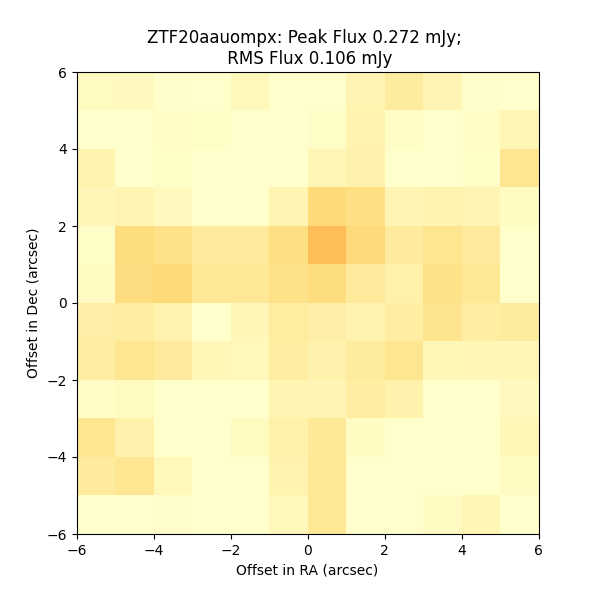 ZTF20aauompx: Peak Flux 0.272 mJy;
RMS Flux 0.106 mJy
6
4
2
0
−2
−4
−6
Offset in Dec (arcsec)
−6 −4 −2 0 2 4 6
Offset in RA (arcsec)